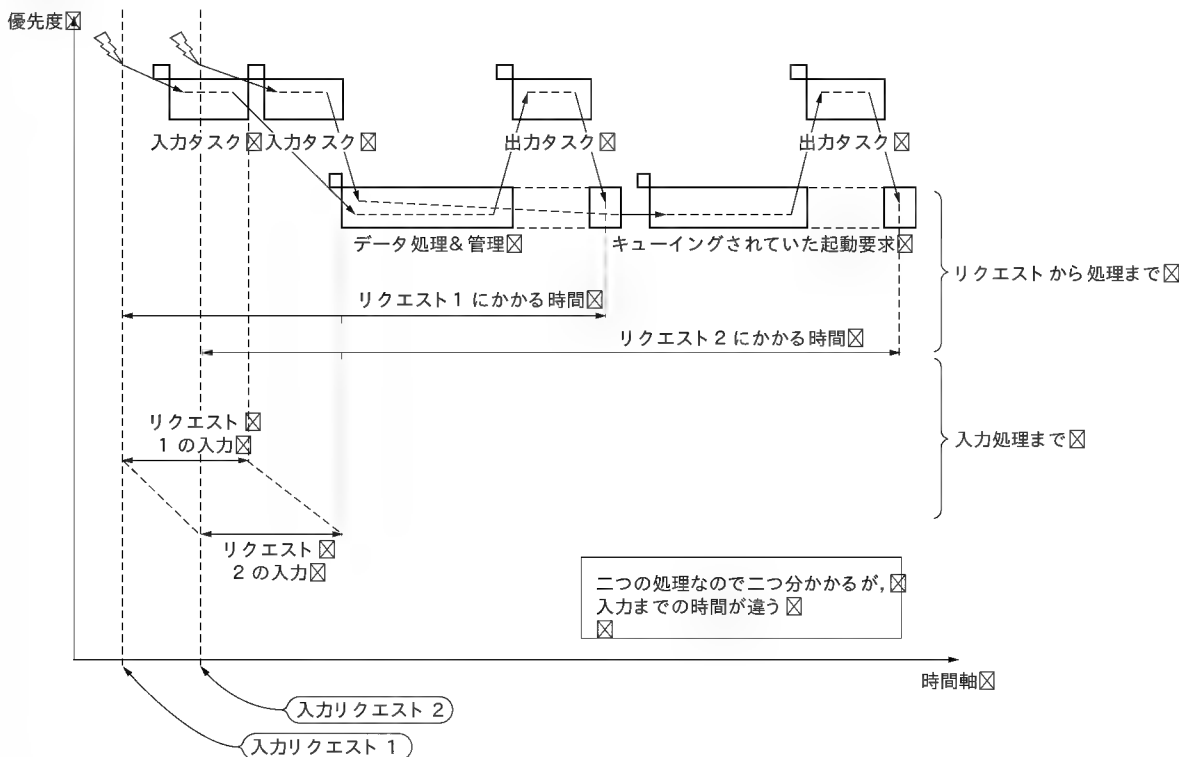 優先度
入力タスク
入力タスク
出力タスク
出力タスク
データ処理&管理
キューイングされていた起動要求
リクエストから処理まで
リクエスト1にかかる時間
リクエスト2にかかる時間
リクエスト
1の入力
入力処理まで
リクエスト
2の入力
二つの処理なので二つ分かかるが,
入力までの時間が違う
時間軸
入力リクエスト2
入力リクエスト1